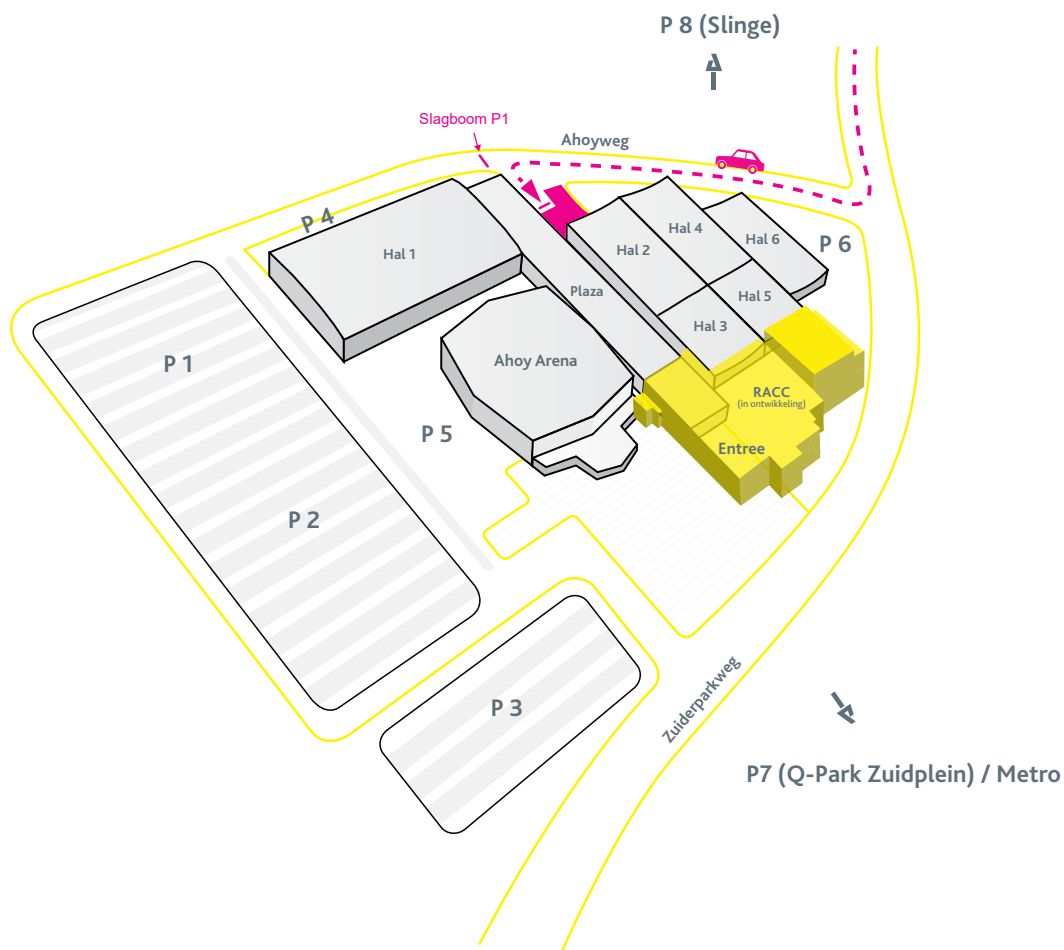 P 8 (Slinge)
Slagboom P1
Ahoyweg
P 4
Hal 4
Hal 6
P 6
Hal 1
Hal 2
Plaza
Hal 5
Hal 3
P 1
Ahoy Arena
RACC
(in ontwikkeling)
P 5
Entree
P 2
P 3
Zuiderparkweg
P7 (Q-Park Zuidplein) / Metro